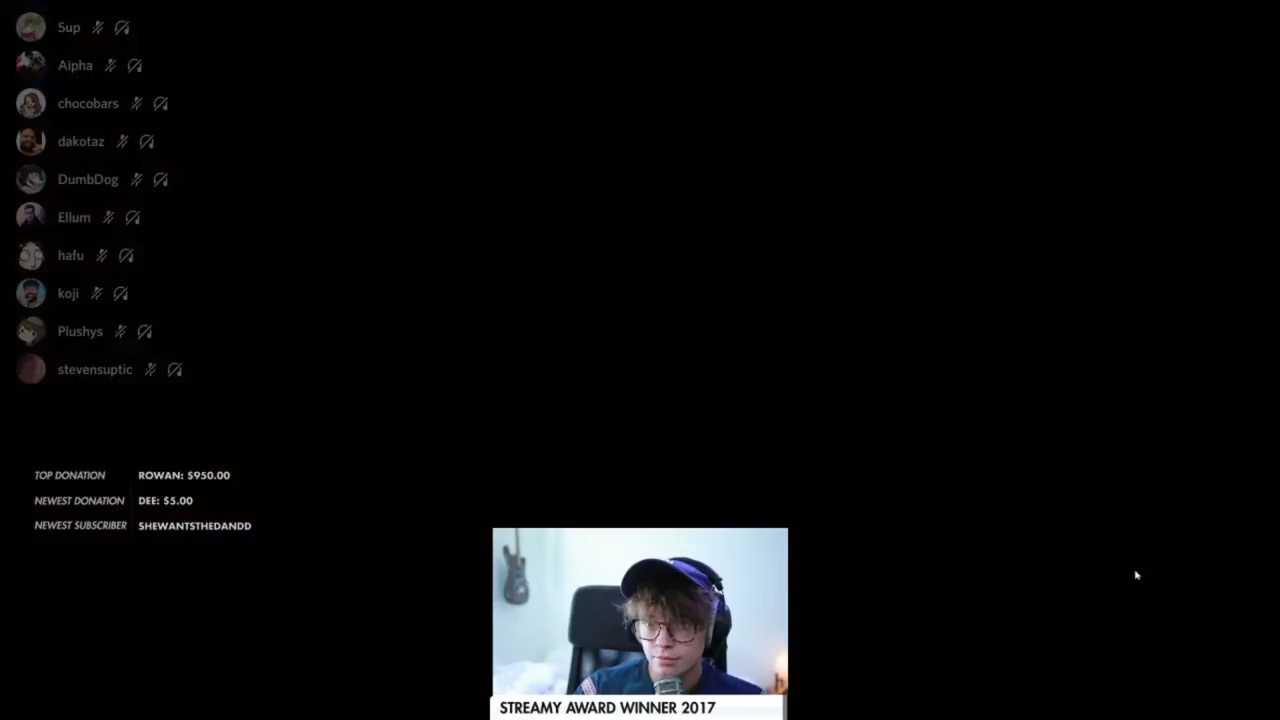 5up
Aipha
chocobars
dakotaz
DumbDog
Ellum
hafu
koji
Plushys
stevensuptic
TOP DONATION ROWAN: $950.00
NEWEST DONATION DEE: $5.00
NEWEST SUBSCRIBER SHEWANTSTHEDANDD
STREAMY AWARD WINNER 2017